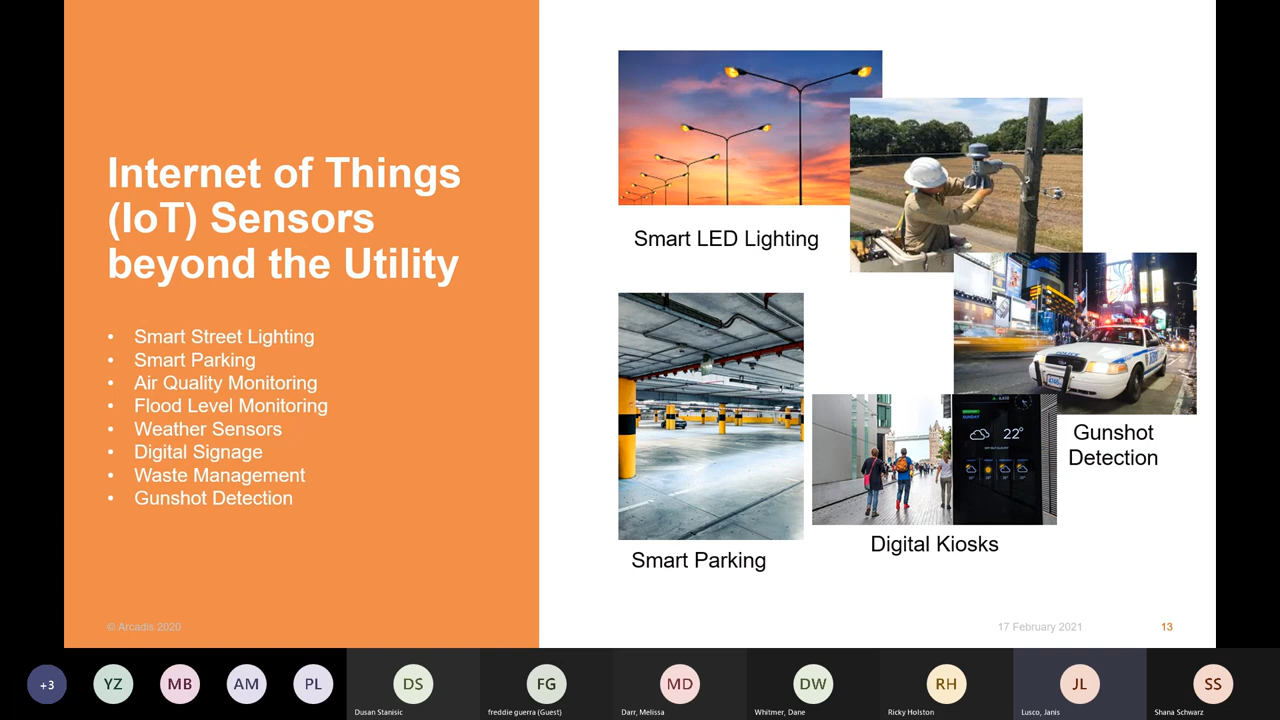 Internet of Things
(IoT) Sensors
beyond the Utility
• Smart Street Lighting
• Smart Parking
• Air Quality Monitoring
• Flood Level Monitoring
• Weather Sensors
• Digital Signage
• Waste Management
• Gunshot Detection
© Arcadis 2020
Smart LED Lighting
POLICE
SUNDAY
22°
Gunshot
Detection
Digital Kiosks
Smart Parking
17 February 2021
13
+3
YZ
MB
AM
PL
DS
FG
MD
DW
RH
JL
SS
Dusan Stanisic
freddie guerra (Guest)
Darr, Melissa
Whitmer, Dane
Ricky Holston
Lusco, Janis
Shana Schwarz